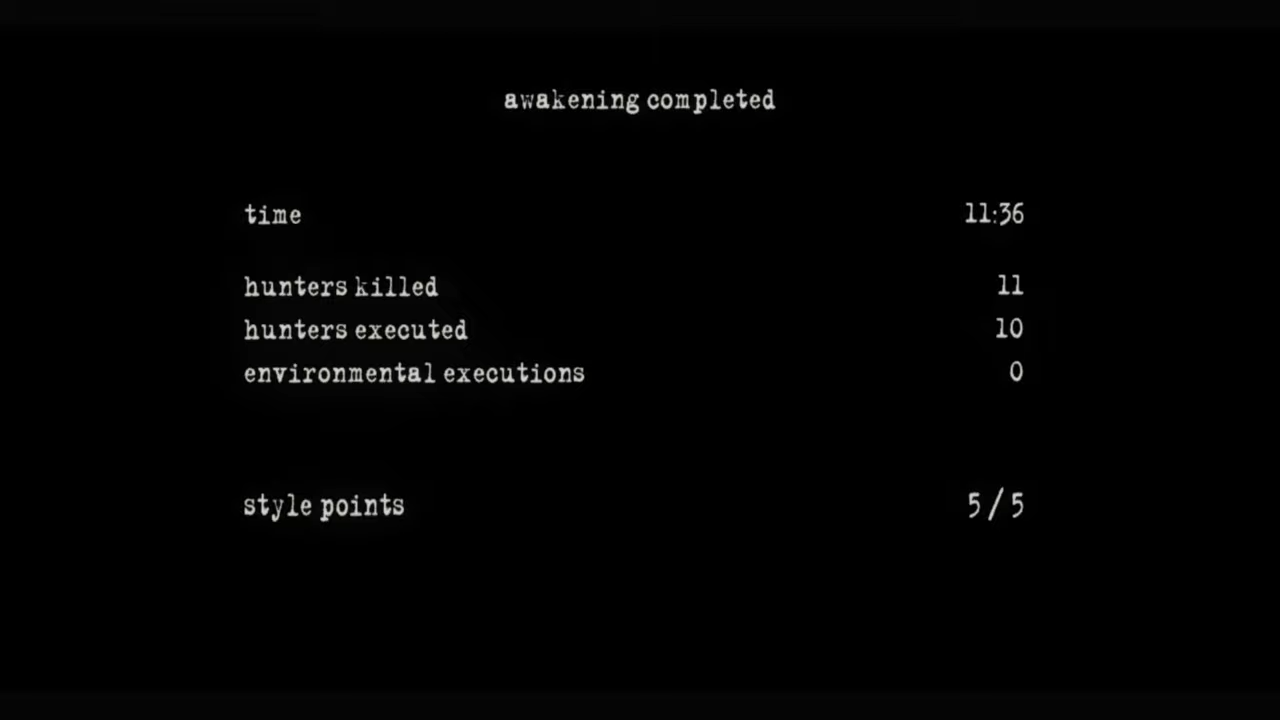 awakening completed
time 11:36
hunters killed 11
hunters executed 10
environmental executions 0
style points 5/5